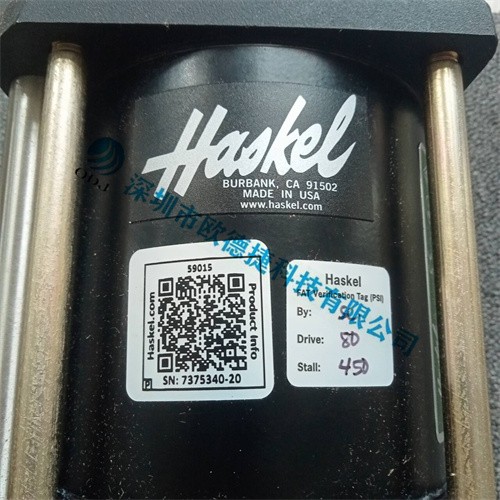 Haskel
BURBANK, CA 91502
MADE IN USA
www.haskel.com
ODJ
深圳市欧德捷科技有限公司
59015
Haskel.com
Product Info
SN: 7375340-20
Haskel
FAT Verification Tag (PSI)
By:
Drive: 80
Stall: 450